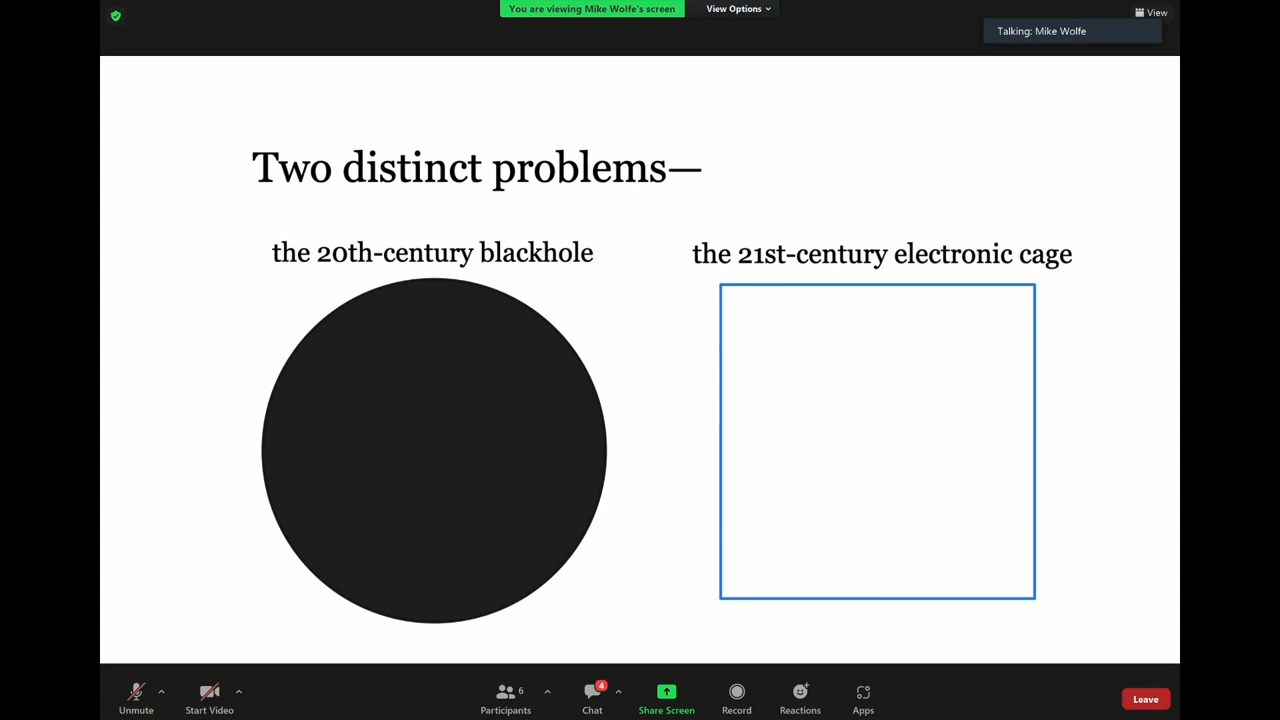 You are viewing Mike Wolfe's screen
View Options
View
Talking: Mike Wolfe
Two distinct problems—
the 20th-century blackhole
the 21st-century electronic cage
Unmute
Start Video
6
Participants
4
Chat
Share Screen
Record
Reactions
Apps
Leave